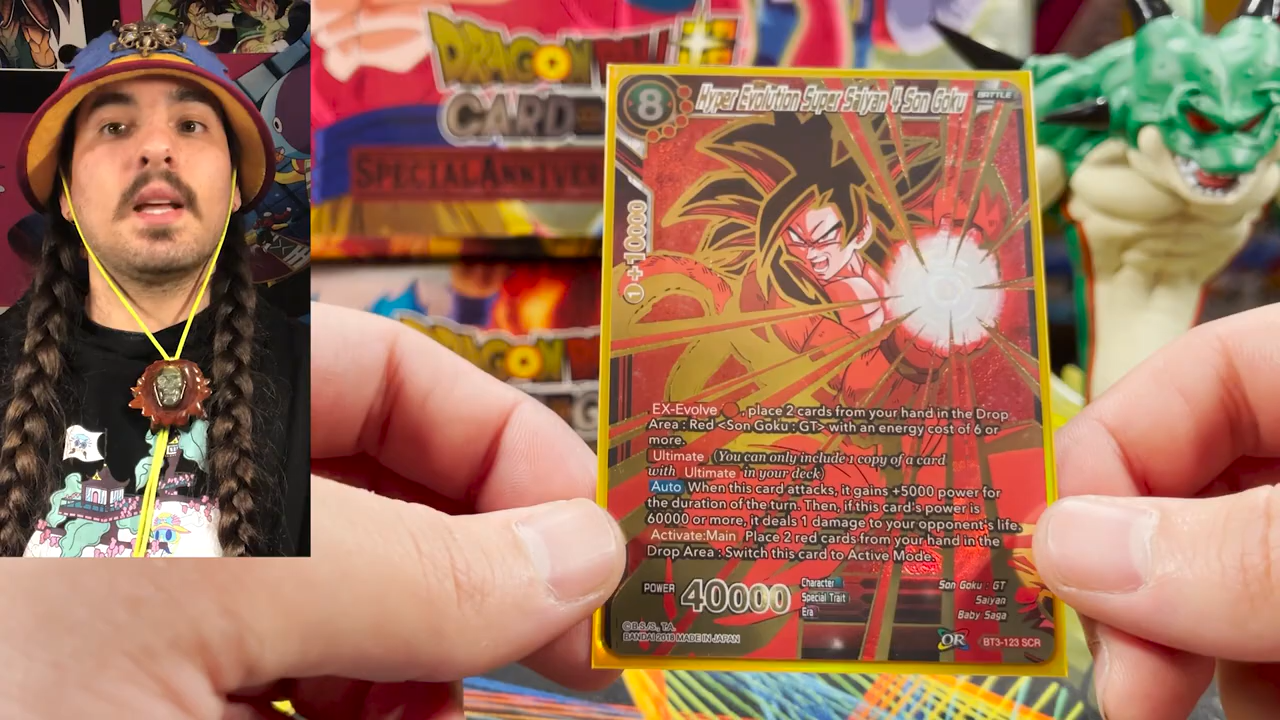 DRAGON BALL
CARD
SPECIAL ANNIVER
DRAGON
8
Hyper Evolution Super Saiyan 4 Son Goku
BATTLE
1 +10000
EX-Evolve , place 2 cards from your hand in the Drop
Area : Red <Son Goku : GT> with an energy cost of 6 or
more.
Ultimate (You can only include 1 copy of a card
with Ultimate in your deck)
Auto When this card attacks, it gains +5000 power for
the duration of the turn. Then, if this card's power is
60000 or more, it deals 1 damage to your opponent's life.
Activate:Main Place 2 red cards from your hand in the
Drop Area : Switch this card to Active Mode.
POWER 40000
Character Son Goku : GT
Special Trait Saiyan
Era Baby Saga
©B.S./S., T.A.
BANDAI 2018 MADE IN JAPAN
OR BT3-123 SCR